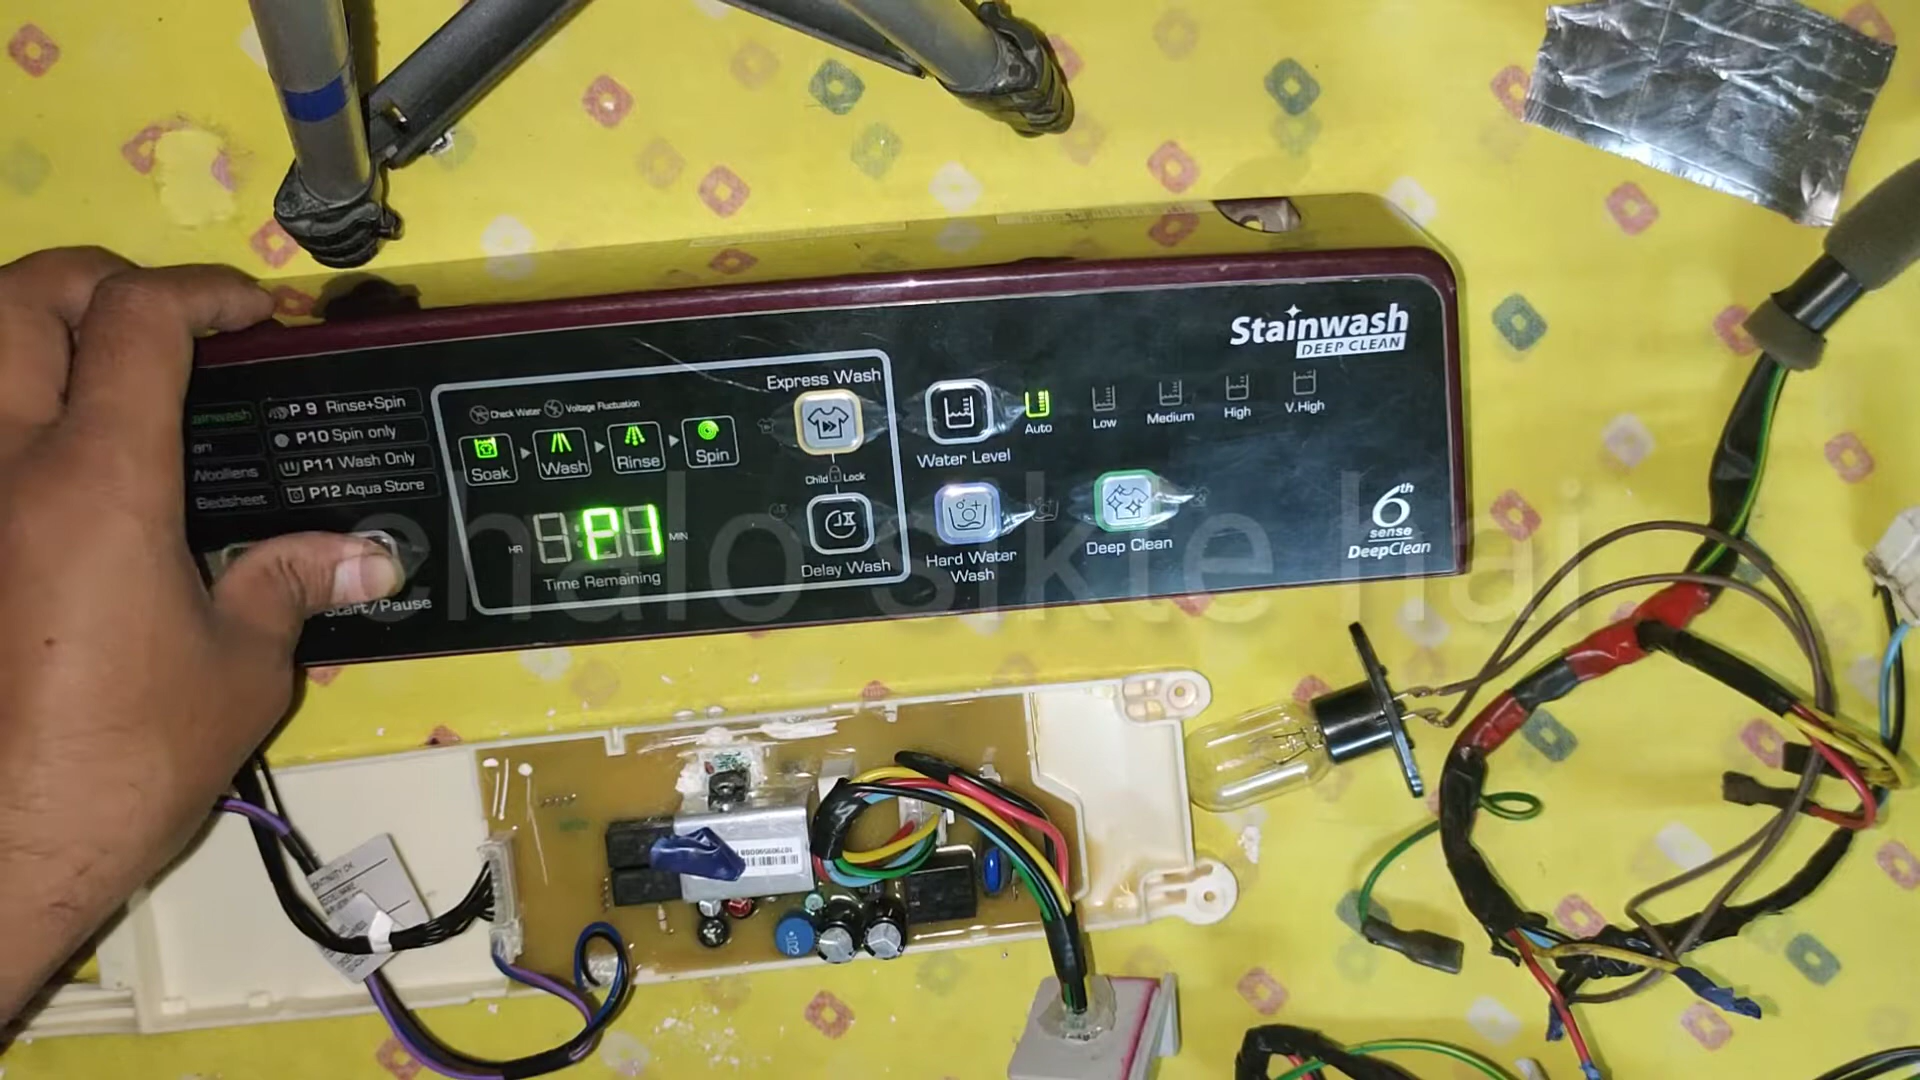 Stainwash
DEEP CLEAN
Express Wash
Check Water
Voltage Fluctuation
Soak
Wash
Rinse
Spin
Child Lock
HR
P1
MIN
Time Remaining
Delay Wash
Water Level
Auto
Low
Medium
High
V.High
Hard Water
Wash
Deep Clean
6th
sense
DeepClean
ainwash
P 9 Rinse+Spin
P10 Spin only
Woollens
P11 Wash Only
Bedsheet
P12 Aqua Store
Start/Pause
chalo sikte hai